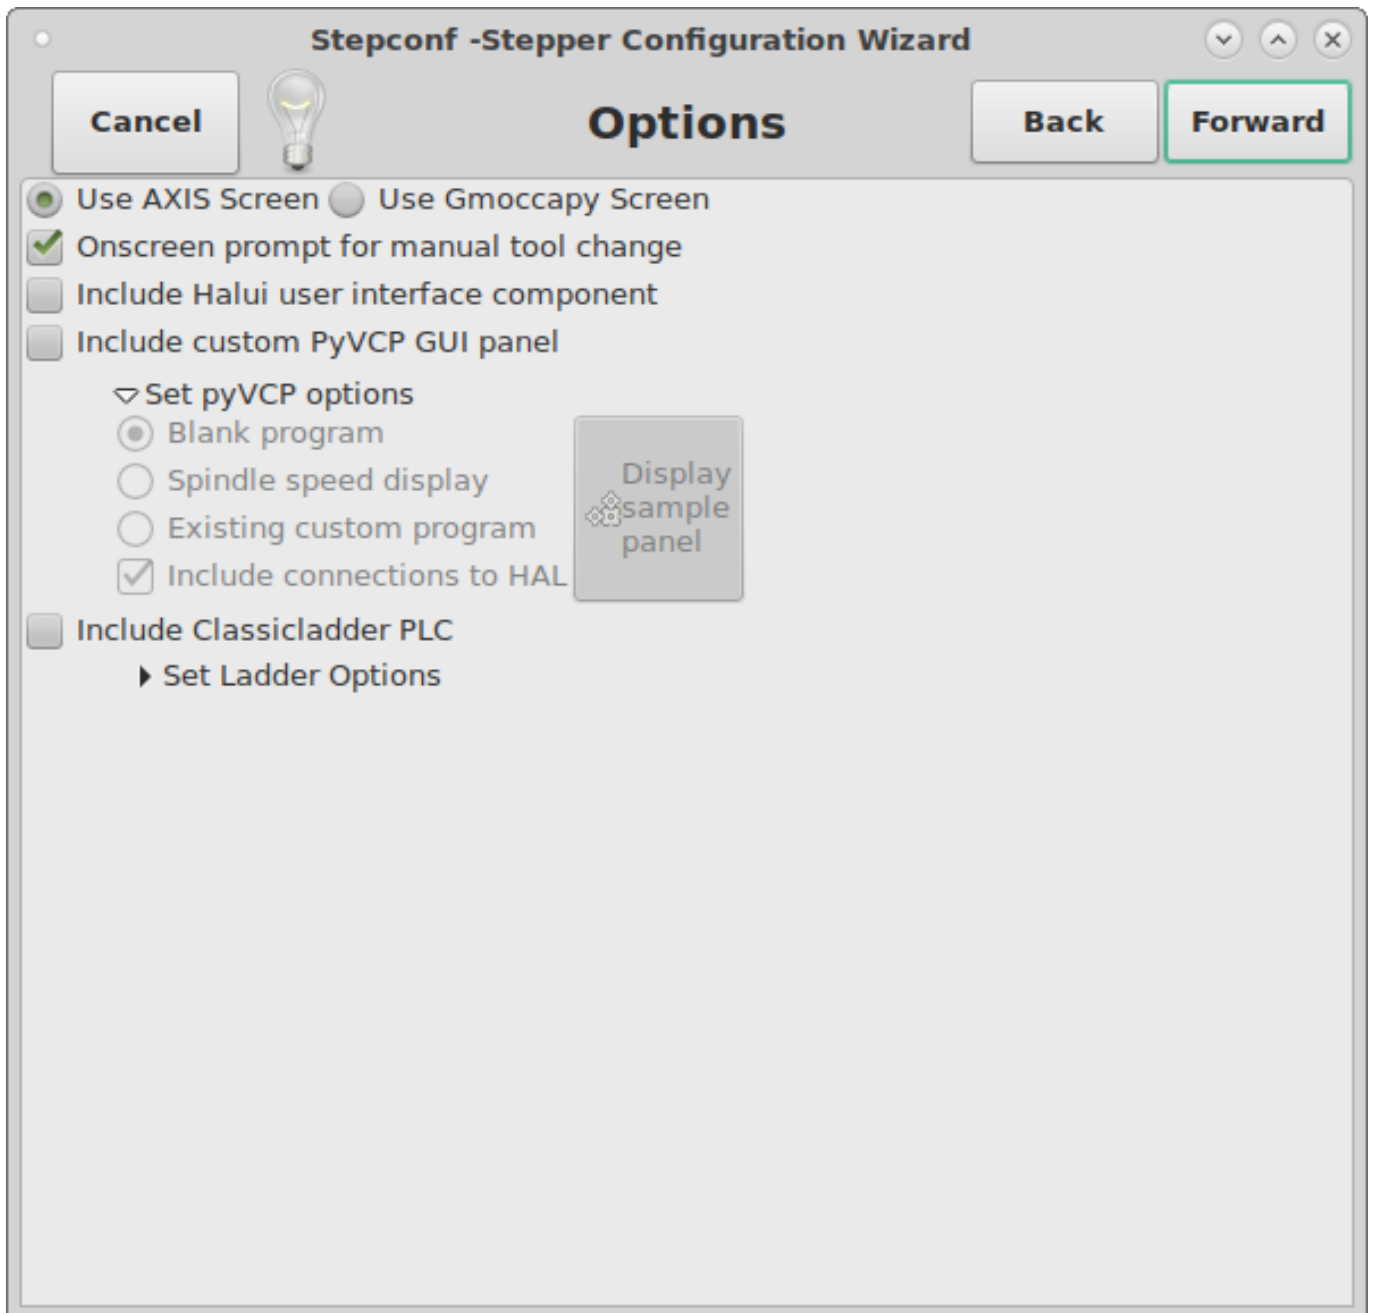 Stepconf -Stepper Configuration Wizard
Cancel
Options
Back
Forward
Use AXIS Screen
Use Gmoccapy Screen
Onscreen prompt for manual tool change
Include Halui user interface component
Include custom PyVCP GUI panel
Set pyVCP options
Blank program
Spindle speed display
Existing custom program
Include connections to HAL
Display
sample
panel
Include Classicladder PLC
Set Ladder Options